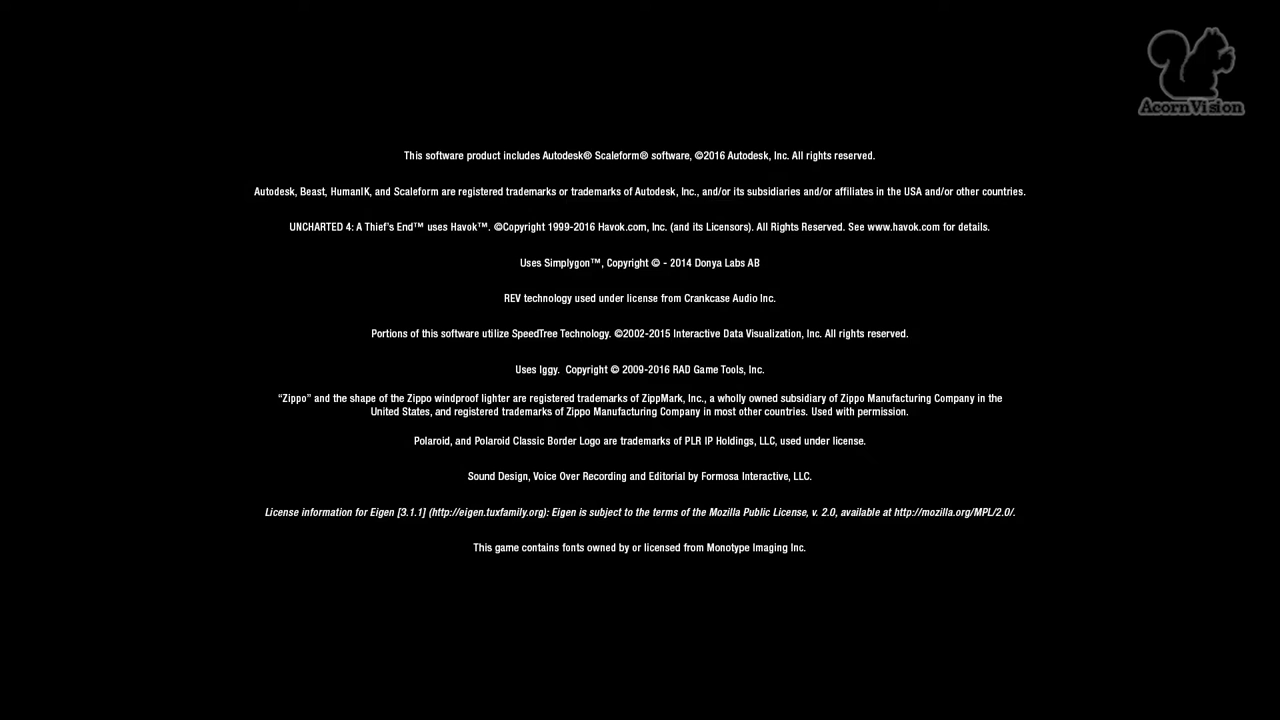 AcornVision
This software product includes Autodesk® Scaleform® software, ©2016 Autodesk, Inc. All rights reserved.
Autodesk, Beast, HumanIK, and Scaleform are registered trademarks or trademarks of Autodesk, Inc., and/or its subsidiaries and/or affiliates in the USA and/or other countries.
UNCHARTED 4: A Thief's End™ uses Havok™. ©Copyright 1999-2016 Havok.com, Inc. (and its Licensors). All Rights Reserved. See www.havok.com for details.
Uses Simplygon™, Copyright © - 2014 Donya Labs AB
REV technology used under license from Crankcase Audio Inc.
Portions of this software utilize SpeedTree Technology. ©2002-2015 Interactive Data Visualization, Inc. All rights reserved.
Uses Iggy.  Copyright © 2009-2016 RAD Game Tools, Inc.
“Zippo” and the shape of the Zippo windproof lighter are registered trademarks of ZippMark, Inc., a wholly owned subsidiary of Zippo Manufacturing Company in the
United States, and registered trademarks of Zippo Manufacturing Company in most other countries. Used with permission.
Polaroid, and Polaroid Classic Border Logo are trademarks of PLR IP Holdings, LLC, used under license.
Sound Design, Voice Over Recording and Editorial by Formosa Interactive, LLC.
License information for Eigen [3.1.1] (http://eigen.tuxfamily.org): Eigen is subject to the terms of the Mozilla Public License, v. 2.0, available at http://mozilla.org/MPL/2.0/.
This game contains fonts owned by or licensed from Monotype Imaging Inc.